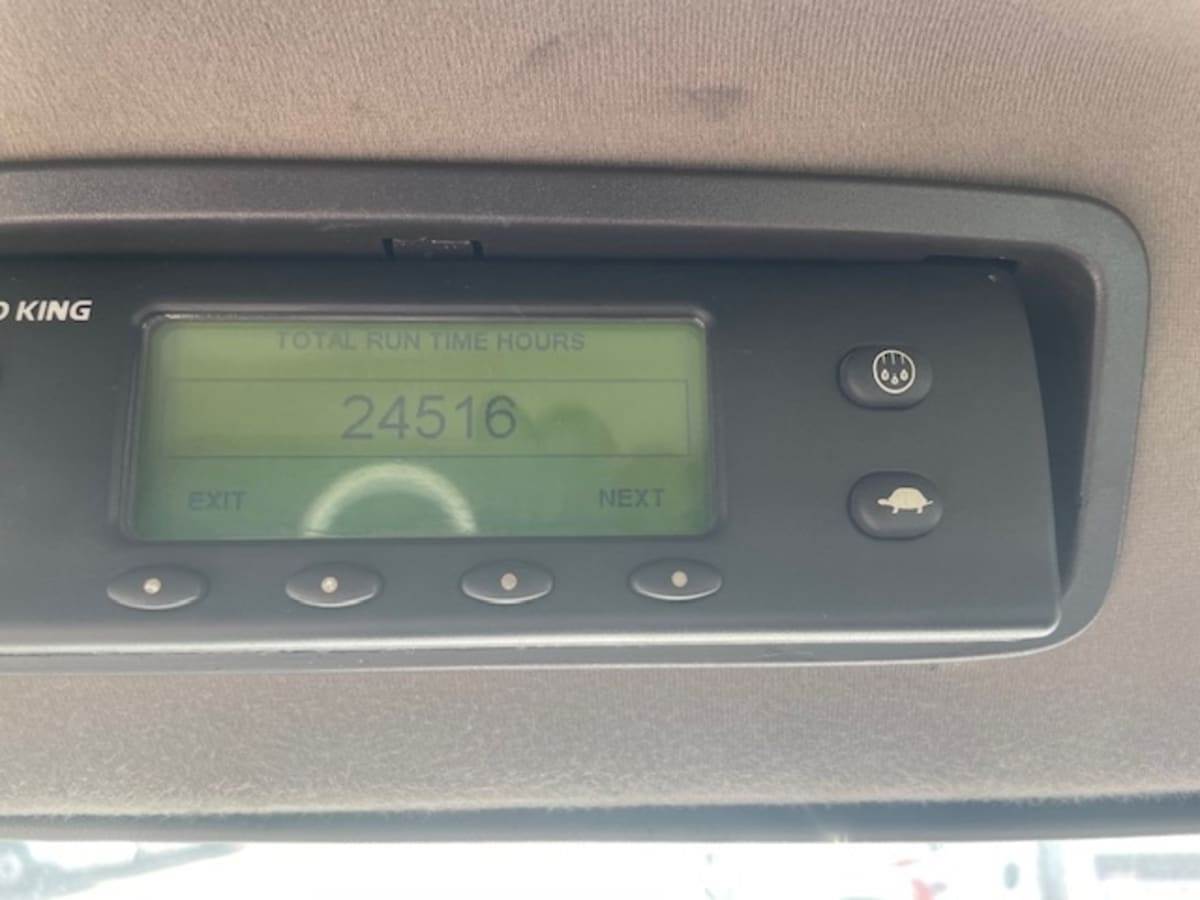 O KING
TOTAL RUN TIME HOURS
24516
EXIT NEXT